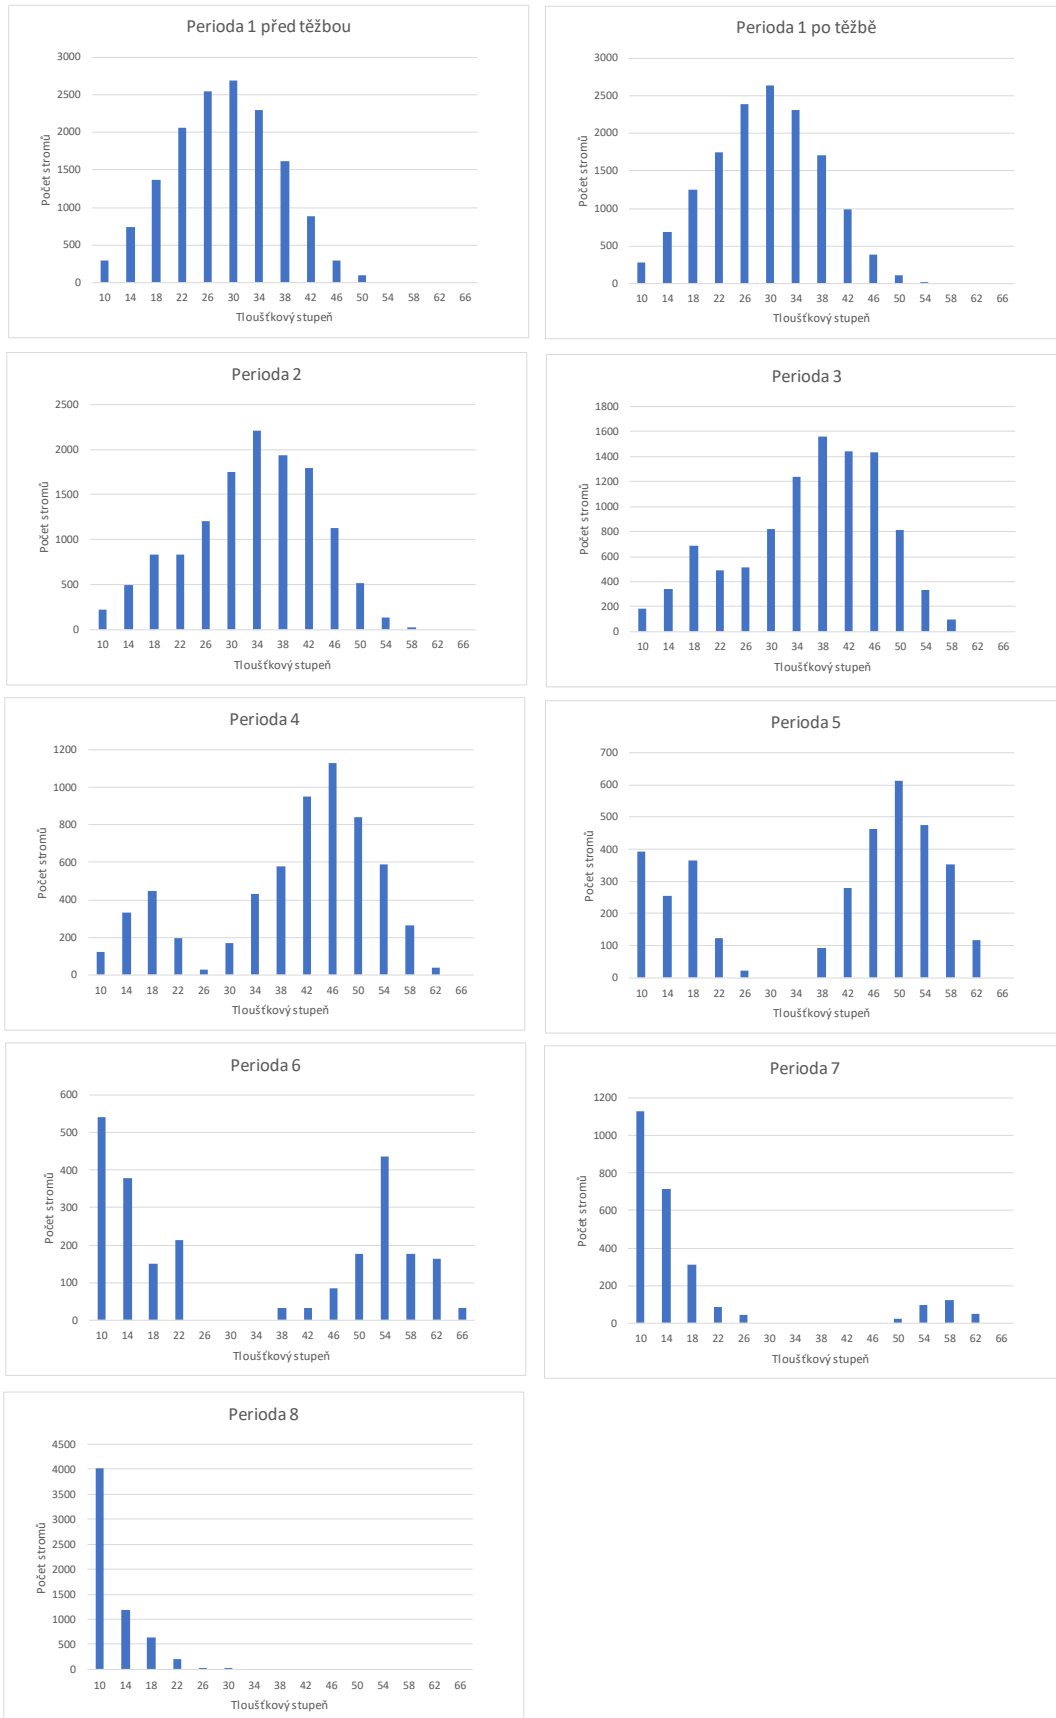 Perioda 1 před těžbou
3000
2500
2000
1500
1000
500
0
Počet stromů
10 14 18 22 26 30 34 38 42 46 50 54 58 62 66
Tloušťkový stupeň
Perioda 1 po těžbě
3000
2500
2000
1500
1000
500
0
Počet stromů
10 14 18 22 26 30 34 38 42 46 50 54 58 62 66
Tloušťkový stupeň
Perioda 2
2500
2000
1500
1000
500
0
Počet stromů
10 14 18 22 26 30 34 38 42 46 50 54 58 62 66
Tloušťkový stupeň
Perioda 3
1800
1600
1400
1200
1000
800
600
400
200
0
Počet stromů
10 14 18 22 26 30 34 38 42 46 50 54 58 62 66
Tloušťkový stupeň
Perioda 4
1200
1000
800
600
400
200
0
Počet stromů
10 14 18 22 26 30 34 38 42 46 50 54 58 62 66
Tloušťkový stupeň
Perioda 5
700
600
500
400
300
200
100
0
Počet stromů
10 14 18 22 26 30 34 38 42 46 50 54 58 62 66
Tloušťkový stupeň
Perioda 6
600
500
400
300
200
100
0
Počet stromů
10 14 18 22 26 30 34 38 42 46 50 54 58 62 66
Tloušťkový stupeň
Perioda 7
1200
1000
800
600
400
200
0
Počet stromů
10 14 18 22 26 30 34 38 42 46 50 54 58 62 66
Tloušťkový stupeň
Perioda 8
4500
4000
3500
3000
2500
2000
1500
1000
500
0
Počet stromů
10 14 18 22 26 30 34 38 42 46 50 54 58 62 66
Tloušťkový stupeň